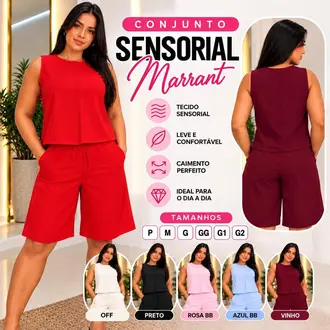 CONJUNTO
SENSORIAL
Marrant
TECIDO
SENSORIAL
LEVE E
CONFORTÁVEL
CAIMENTO
PERFEITO
IDEAL PARA
O DIA A DIA
TAMANHOS
P M G GG G1 G2
OFF PRETO ROSA BB AZUL BB VINHO